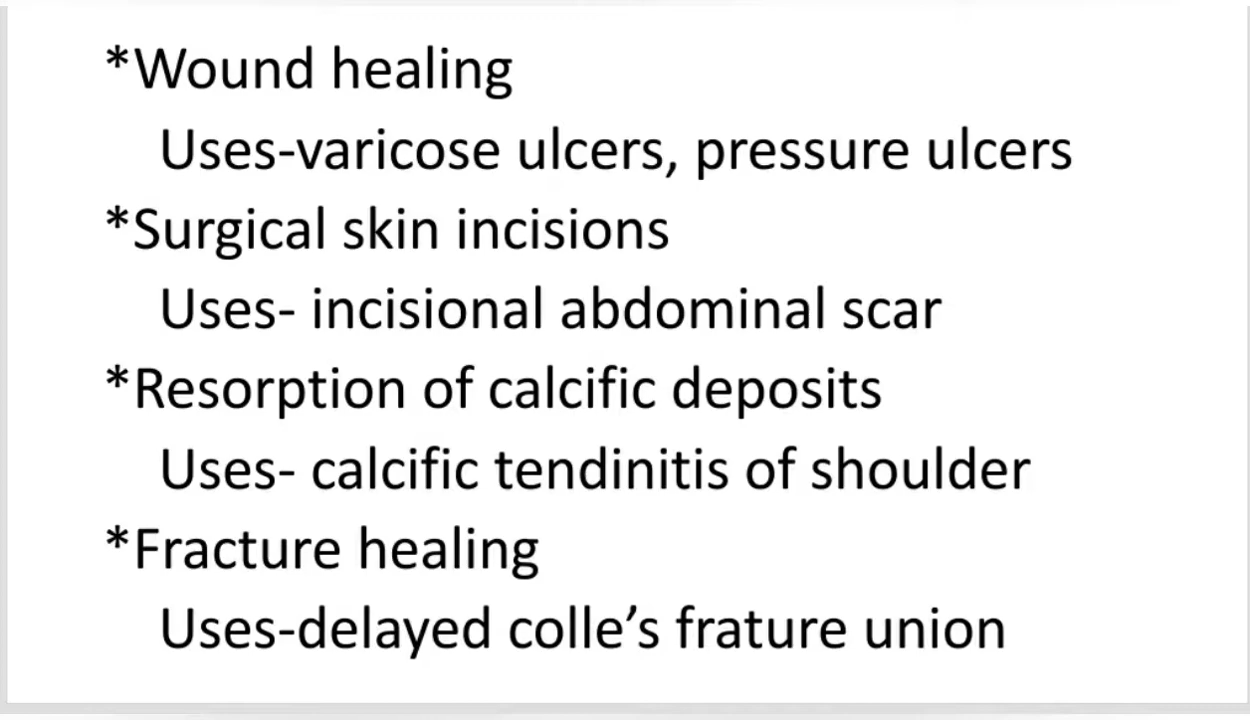 *Wound healing
Uses-varicose ulcers, pressure ulcers
*Surgical skin incisions
Uses- incisional abdominal scar
*Resorption of calcific deposits
Uses- calcific tendinitis of shoulder
*Fracture healing
Uses-delayed colle’s frature union